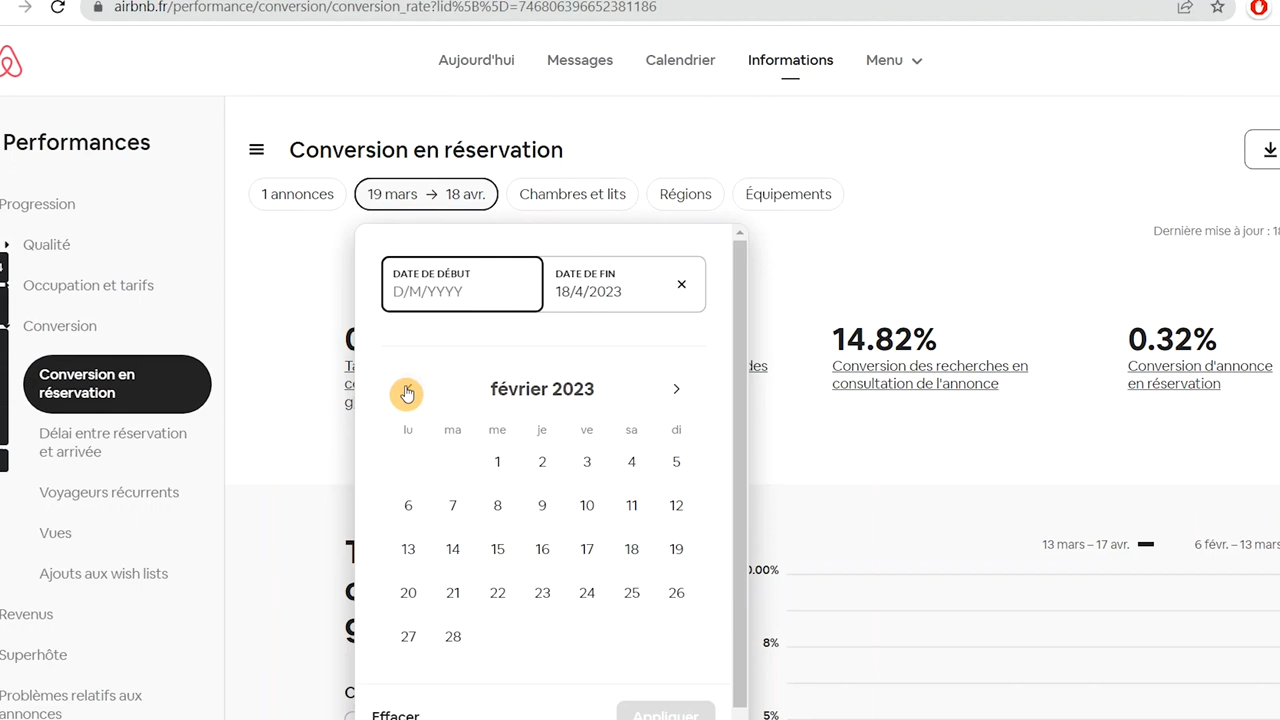 airbnb.fr/performance/conversion/conversion_rate?lid%5B%5D=746806396652381186
Aujourd'hui
Messages
Calendrier
Informations
Menu
Performances
Progression
Qualité
Occupation et tarifs
Conversion
Conversion en
réservation
Délai entre réservation
et arrivée
Voyageurs récurrents
Vues
Ajouts aux wish lists
Revenus
Superhôte
Problèmes relatifs aux
annonces
Conversion en réservation
1 annonces
19 mars → 18 avr.
Chambres et lits
Régions
Équipements
Dernière mise à jour : 18
DATE DE DÉBUT
D/M/YYYY
DATE DE FIN
18/4/2023
février 2023
lu ma me je ve sa di
1 2 3 4 5
6 7 8 9 10 11 12
13 14 15 16 17 18 19
20 21 22 23 24 25 26
27 28
Effacer
Appliquer
14.82%
Conversion des recherches en
consultation de l'annonce
0.32%
Conversion d'annonce
en réservation
13 mars – 17 avr.
6 févr. – 13 mars
0.00%
8%
5%